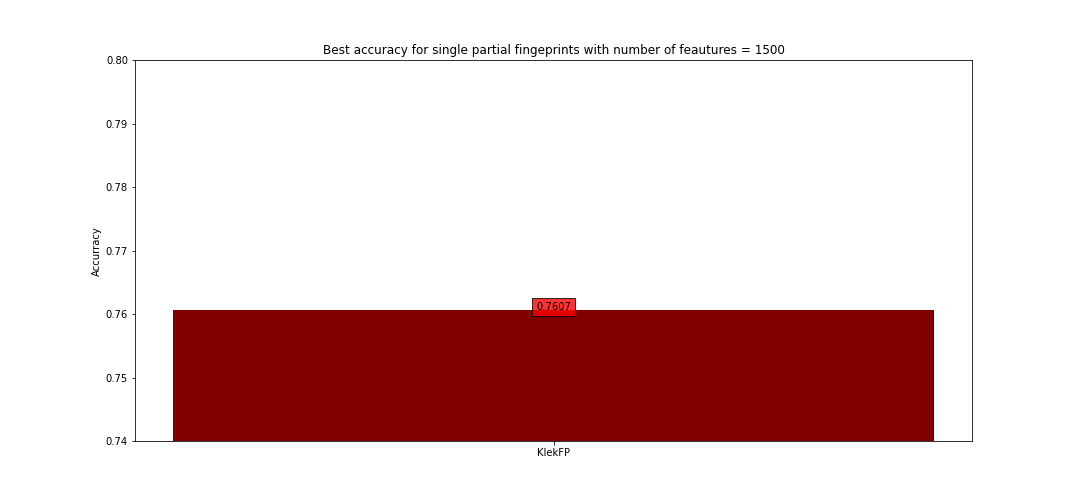 Best accuracy for single partial fingeprints with number of feautures = 1500
0.80
0.79
0.78
0.77
0.76
0.75
0.74
Accurracy
0.7607
KlekFP